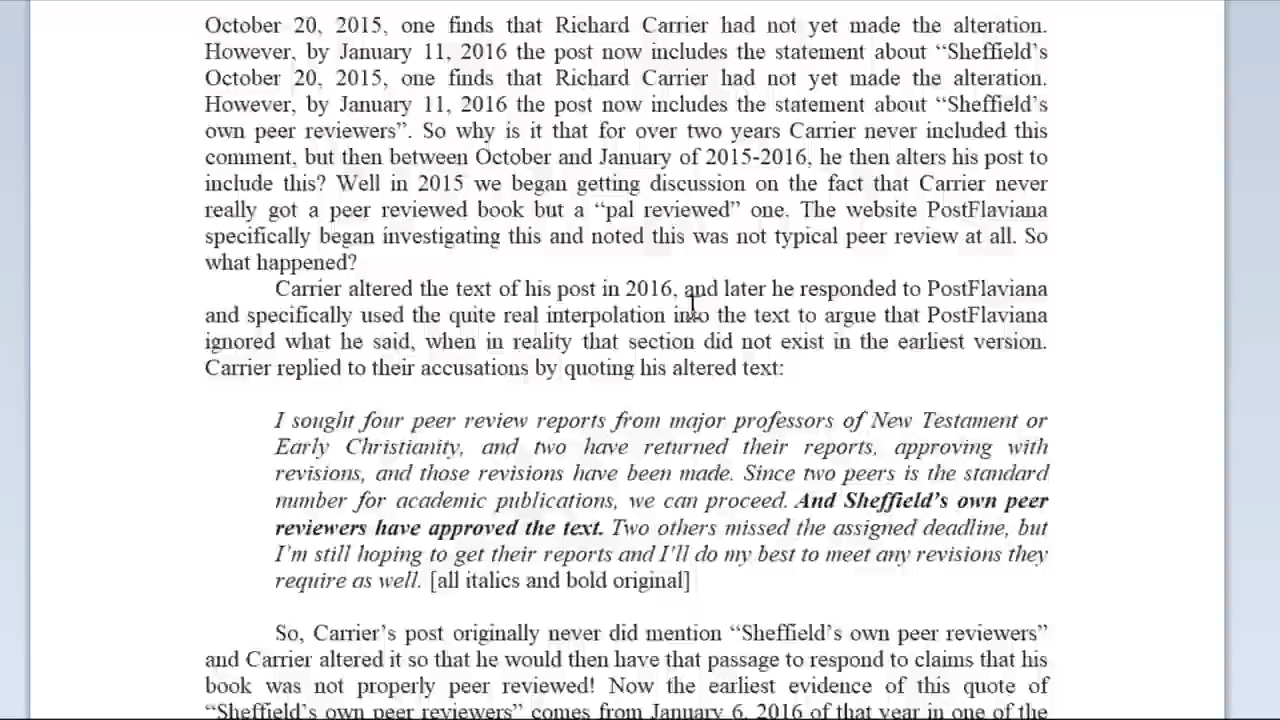 October 20, 2015, one finds that Richard Carrier had not yet made the alteration.
However, by January 11, 2016 the post now includes the statement about “Sheffield’s
October 20, 2015, one finds that Richard Carrier had not yet made the alteration.
However, by January 11, 2016 the post now includes the statement about “Sheffield’s
own peer reviewers”. So why is it that for over two years Carrier never included this
comment, but then between October and January of 2015-2016, he then alters his post to
include this? Well in 2015 we began getting discussion on the fact that Carrier never
really got a peer reviewed book but a “pal reviewed” one. The website PostFlaviana
specifically began investigating this and noted this was not typical peer review at all. So
what happened?
Carrier altered the text of his post in 2016, and later he responded to PostFlaviana
and specifically used the quite real interpolation into the text to argue that PostFlaviana
ignored what he said, when in reality that section did not exist in the earliest version.
Carrier replied to their accusations by quoting his altered text:
I sought four peer review reports from major professors of New Testament or
Early Christianity, and two have returned their reports, approving with
revisions, and those revisions have been made. Since two peers is the standard
number for academic publications, we can proceed. And Sheffield’s own peer
reviewers have approved the text. Two others missed the assigned deadline, but
I’m still hoping to get their reports and I’ll do my best to meet any revisions they
require as well. [all italics and bold original]
So, Carrier’s post originally never did mention “Sheffield’s own peer reviewers”
and Carrier altered it so that he would then have that passage to respond to claims that his
book was not properly peer reviewed! Now the earliest evidence of this quote of
“Sheffield’s own peer reviewers” comes from January 6, 2016 of that year in one of the